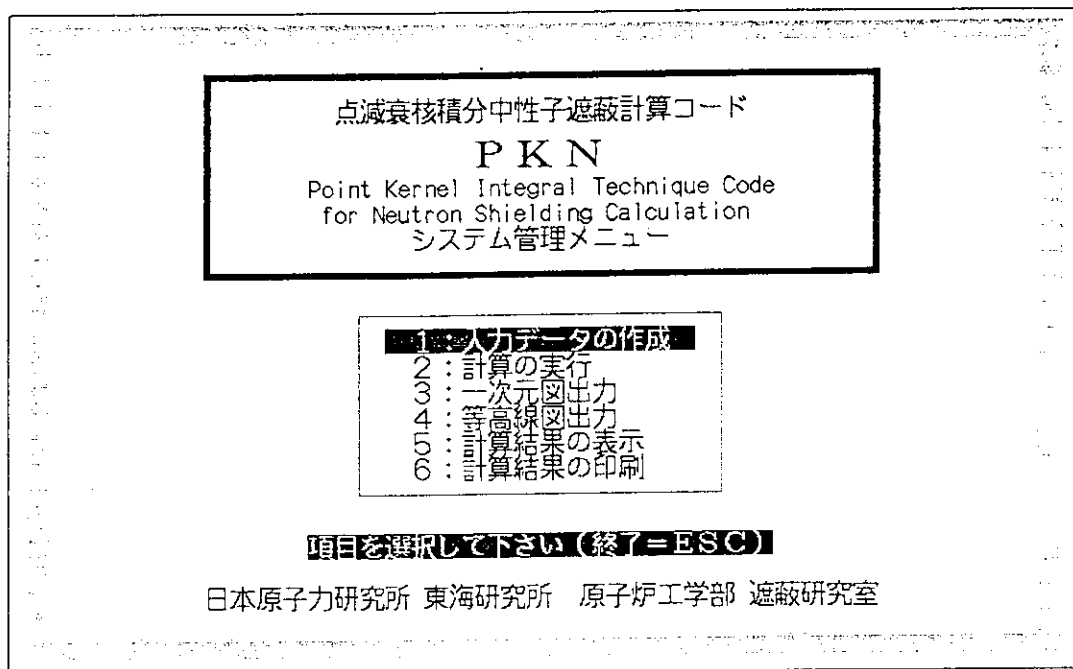 点減衰核積分中性子遮蔽計算コード
PKN
Point Kernel Integral Technique Code
for Neutron Shielding Calculation
システム管理メニュー
1：入力データの作成
2：計算の実行
3：一次元図出力
4：等高線図出力
5：計算結果の表示
6：計算結果の印刷
項目を選択して下さい(終了=ESC)
日本原子力研究所 東海研究所 原子炉工学部 遮蔽研究室